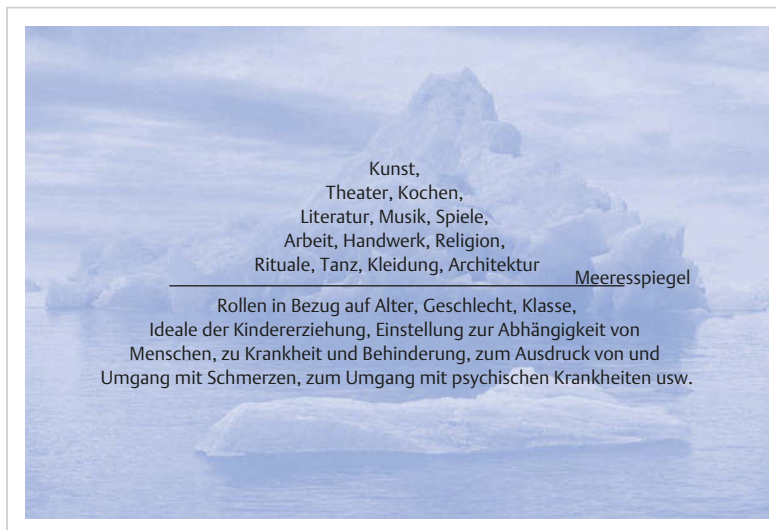 Kunst,
Theater, Kochen,
Literatur, Musik, Spiele,
Arbeit, Handwerk, Religion,
Rituale, Tanz, Kleidung, Architektur
Meeresspiegel
Rollen in Bezug auf Alter, Geschlecht, Klasse,
Ideale der Kindererziehung, Einstellung zur Abhängigkeit von
Menschen, zu Krankheit und Behinderung, zum Ausdruck von und
Umgang mit Schmerzen, zum Umgang mit psychischen Krankheiten usw.